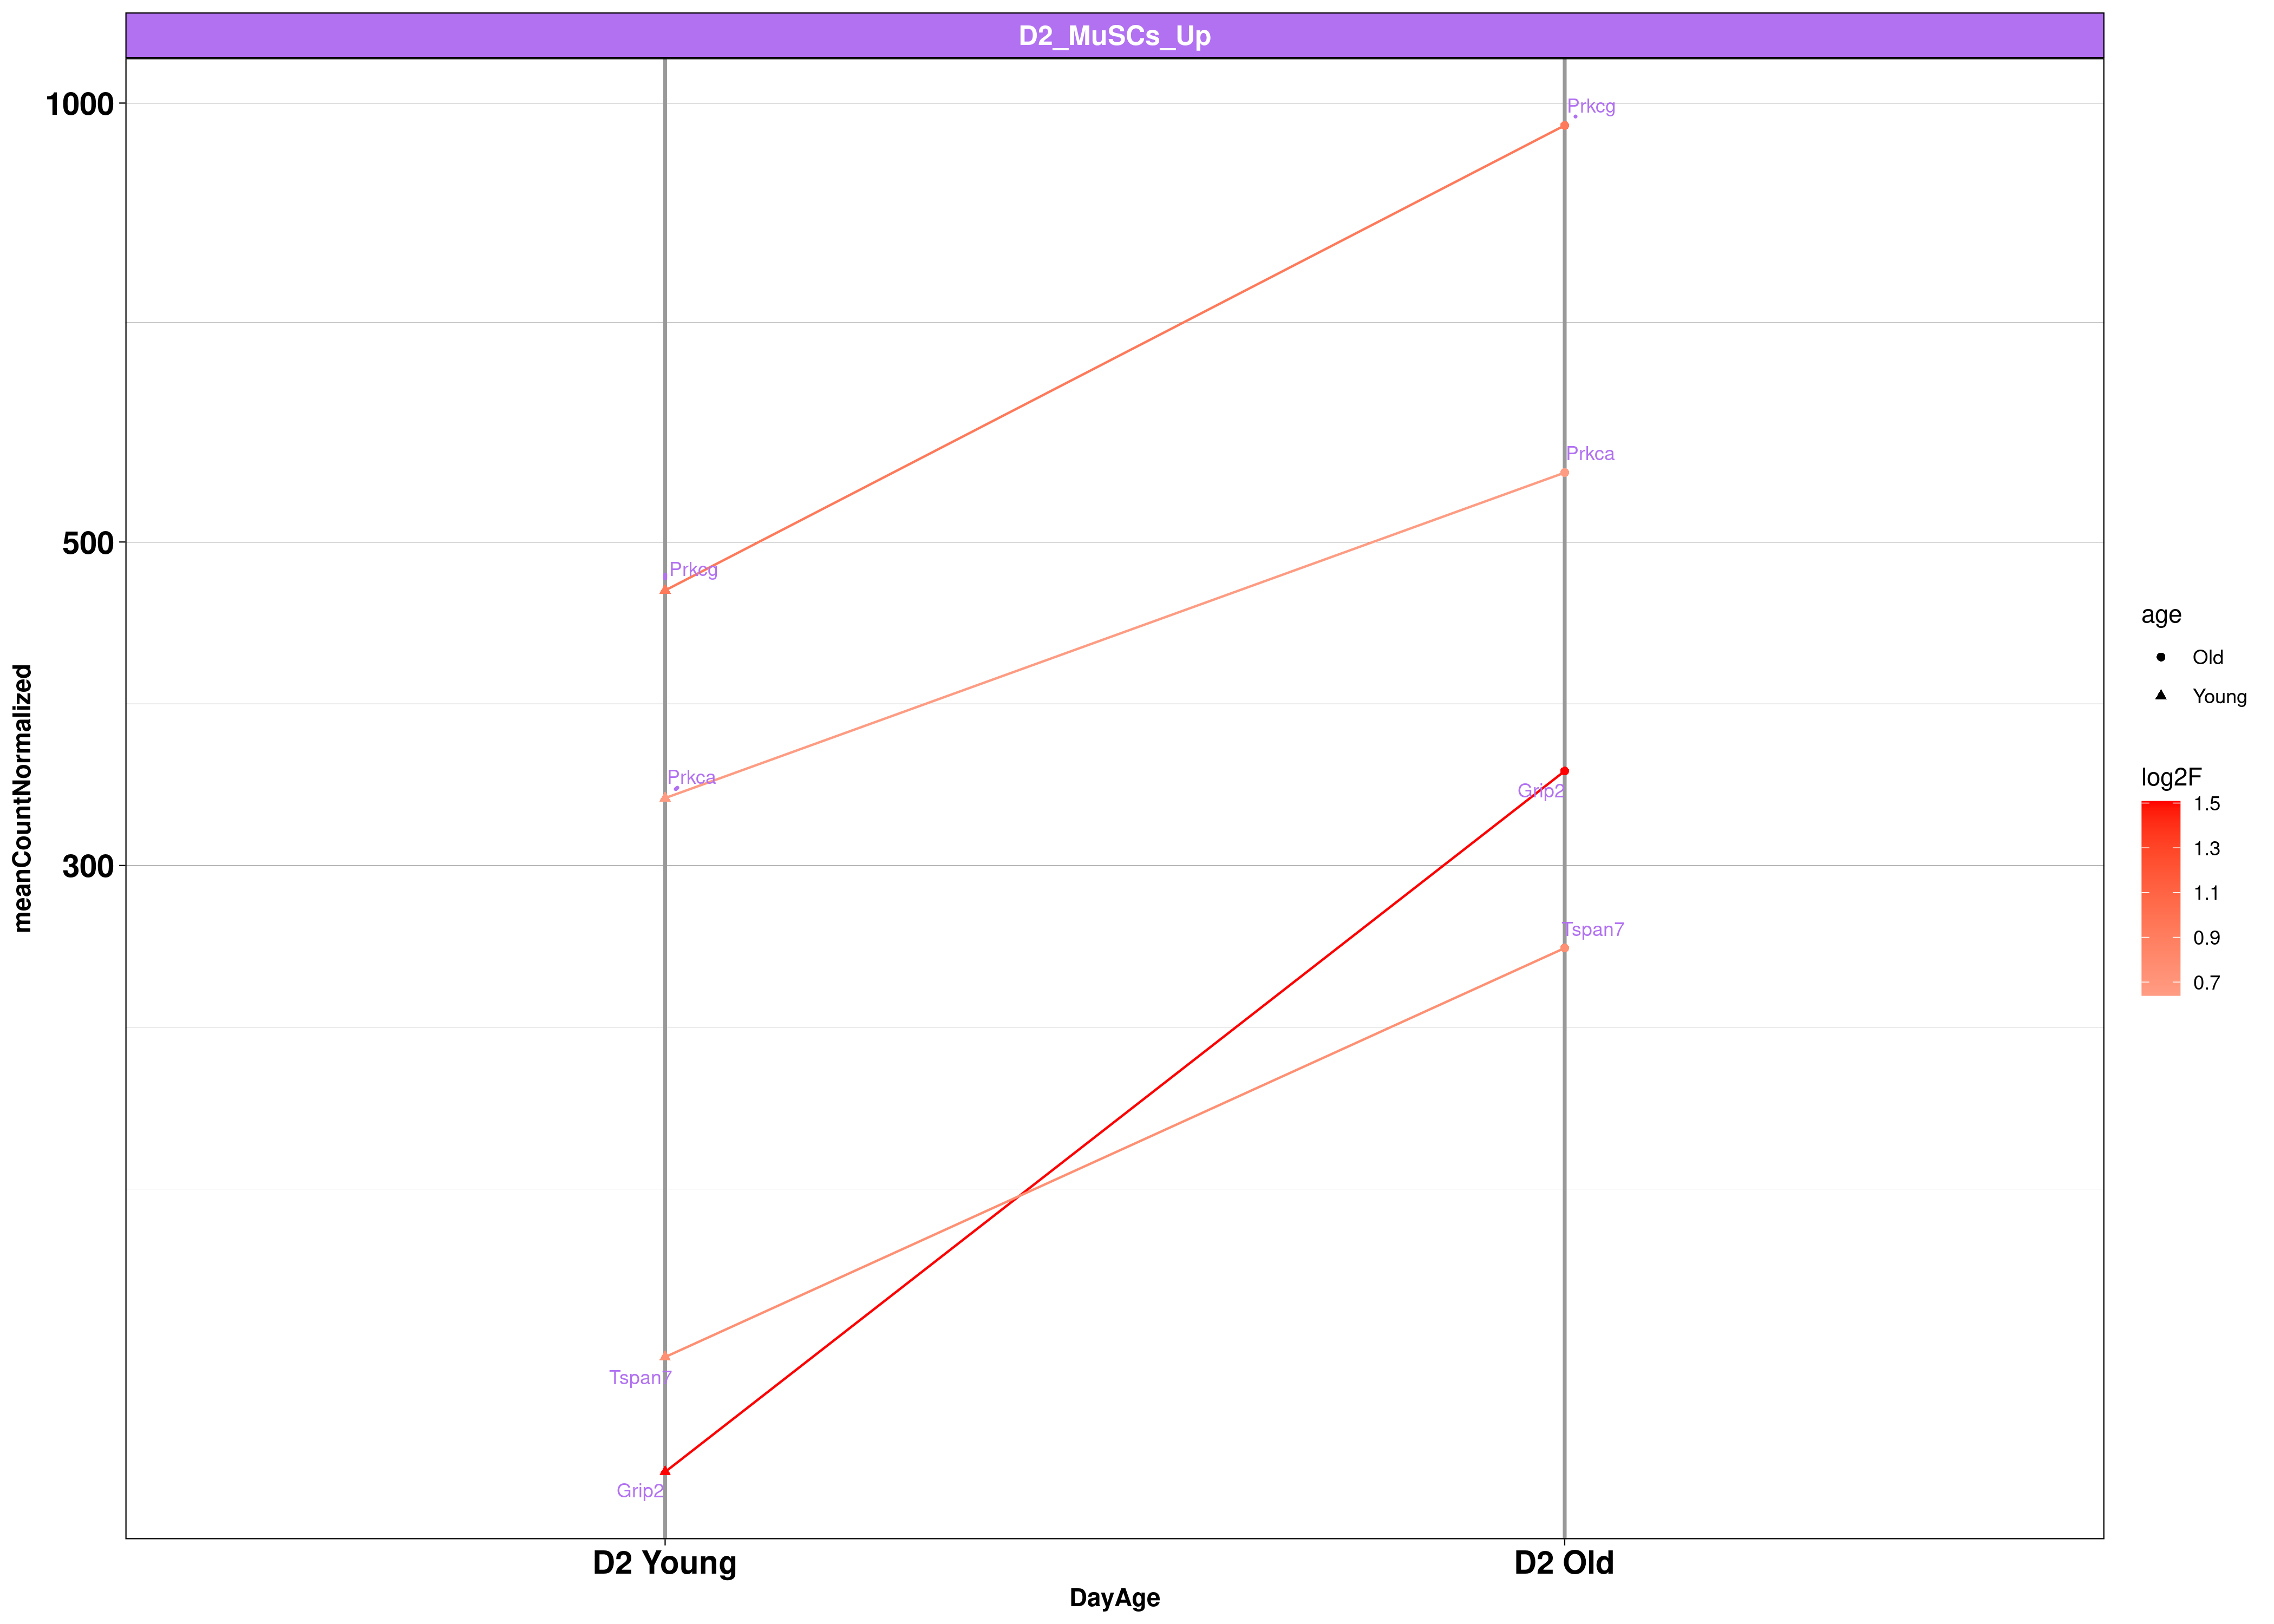 D2_MuSCs_Up
1000
500
300
meanCountNormalized
Prkcg
Prkca
Prkcg
Prkca
Grip2
Tspan7
Tspan7
Grip2
D2 Young
D2 Old
DayAge
age
Old
Young
log2F
1.5
1.3
1.1
0.9
0.7